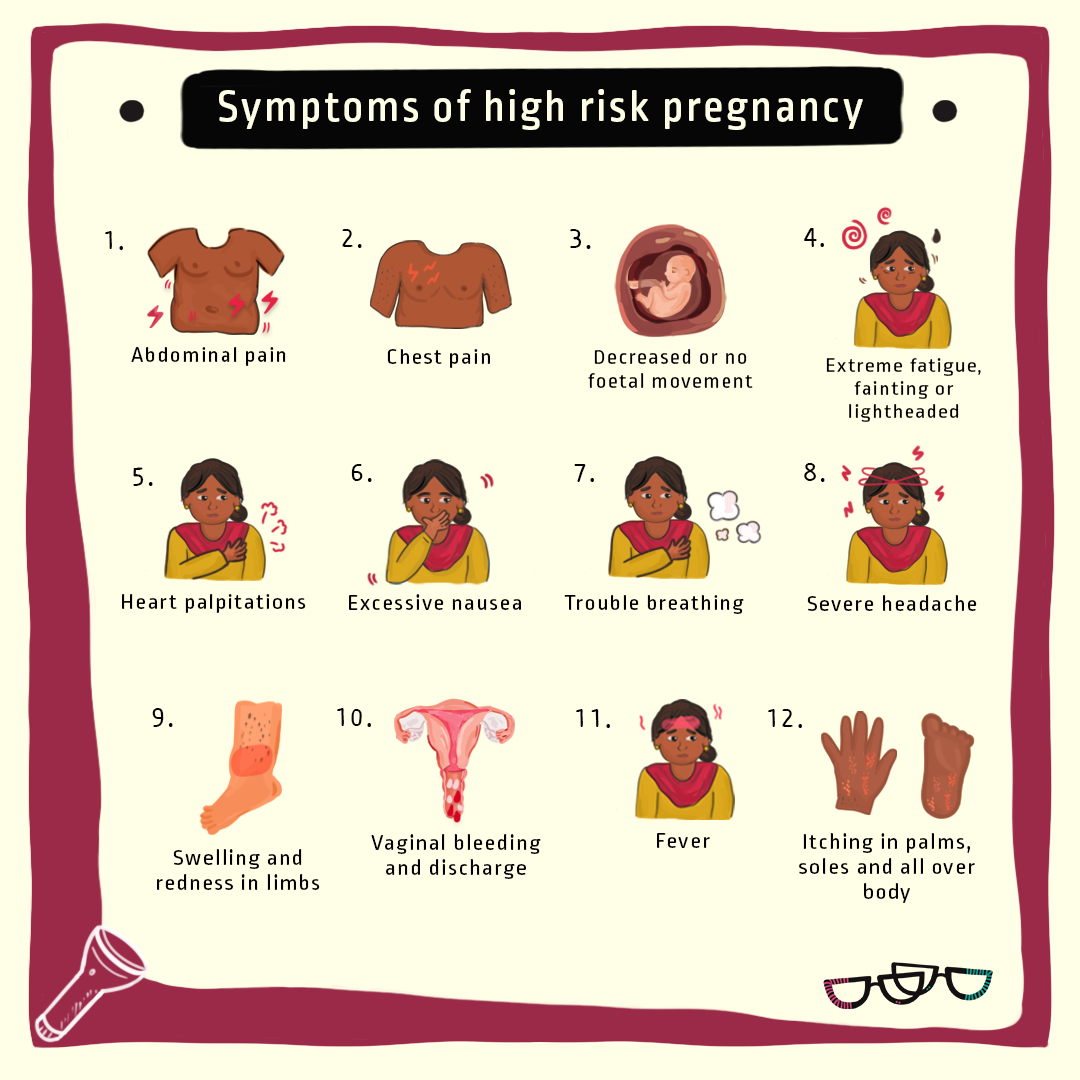 Symptoms of high risk pregnancy
1.
Abdominal pain
2.
Chest pain
3.
Decreased or no
foetal movement
4.
Extreme fatigue,
fainting or
lightheaded
5.
Heart palpitations
6.
Excessive nausea
7.
Trouble breathing
8.
Severe headache
9.
Swelling and
redness in limbs
10.
Vaginal bleeding
and discharge
11.
Fever
12.
Itching in palms,
soles and all over
body